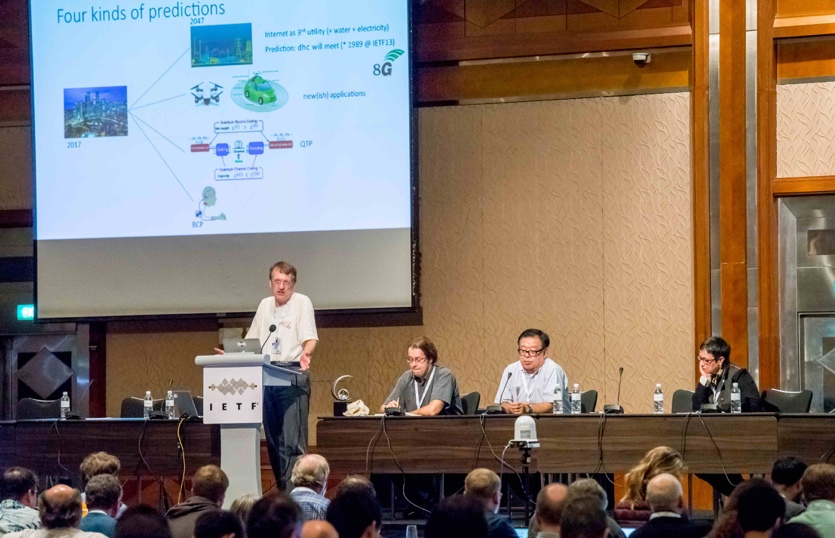 Four kinds of predictions
2047
Internet as 3rd utility (+ water + electricity)
Prediction: dhc will meet (* 1989 @ IETF13)
8G
new(ish) applications
2017
QTP
BCP
I E T F